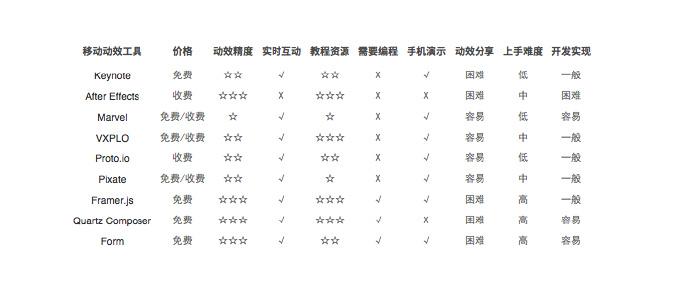 移动动效工具 价格 动效精度 实时互动 教程资源 需要编程 手机演示 动效分享 上手难度 开发实现
Keynote 免费 ☆☆ √ ☆☆ X √ 困难 低 一般
After Effects 收费 ☆☆☆ X ☆☆☆ X X 困难 中 困难
Marvel 免费/收费 ☆ √ ☆ X √ 容易 低 容易
VXPLO 免费/收费 ☆☆ √ ☆☆☆ X √ 容易 中 一般
Proto.io 收费 ☆☆ √ ☆☆ X √ 容易 低 一般
Pixate 免费/收费 ☆☆ √ ☆ X √ 容易 中 一般
Framer.js 免费 ☆☆☆ √ ☆☆☆ √ √ 困难 高 一般
Quartz Composer 免费 ☆☆☆ √ ☆☆☆ √ X 困难 高 容易
Form 免费 ☆☆☆ √ ☆☆ √ √ 困难 高 容易